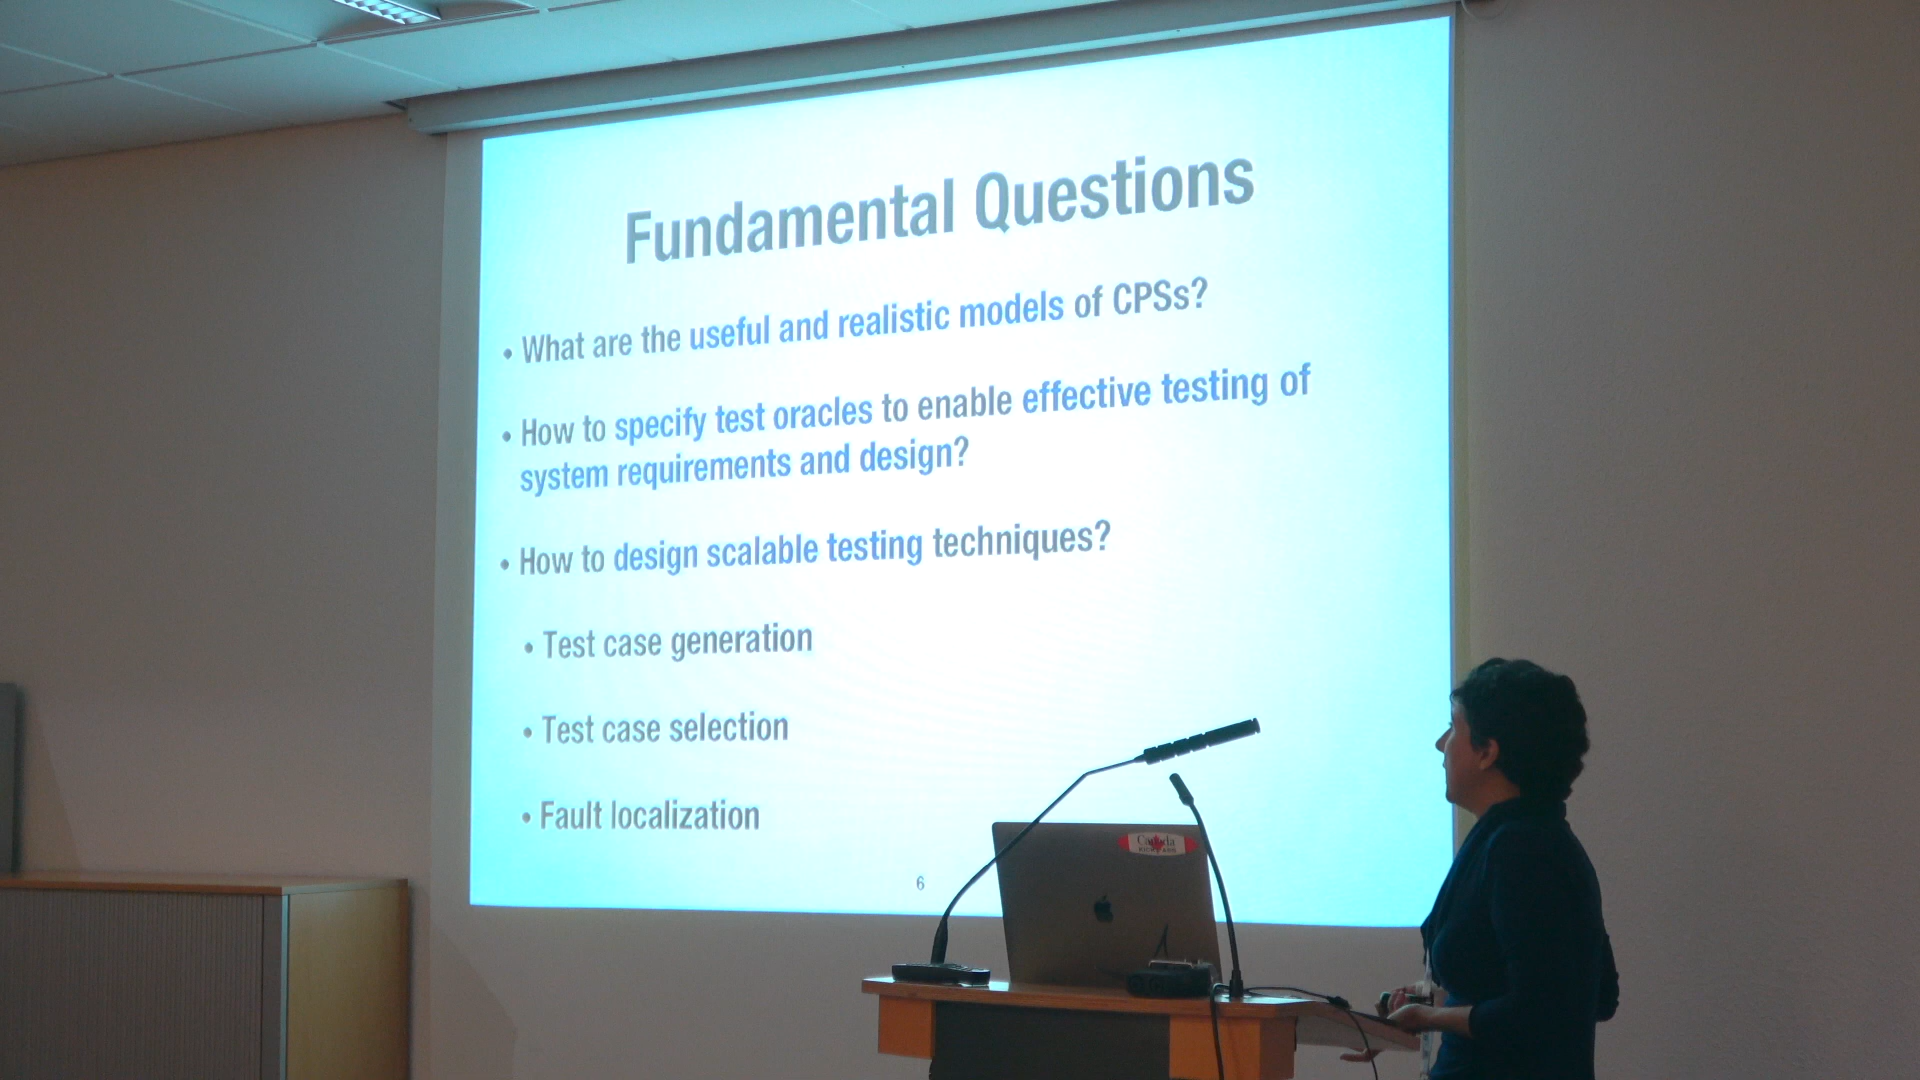 Fundamental Questions
• What are the useful and realistic models of CPSs?
• How to specify test oracles to enable effective testing of
system requirements and design?
• How to design scalable testing techniques?
• Test case generation
• Test case selection
• Fault localization
6
Canada